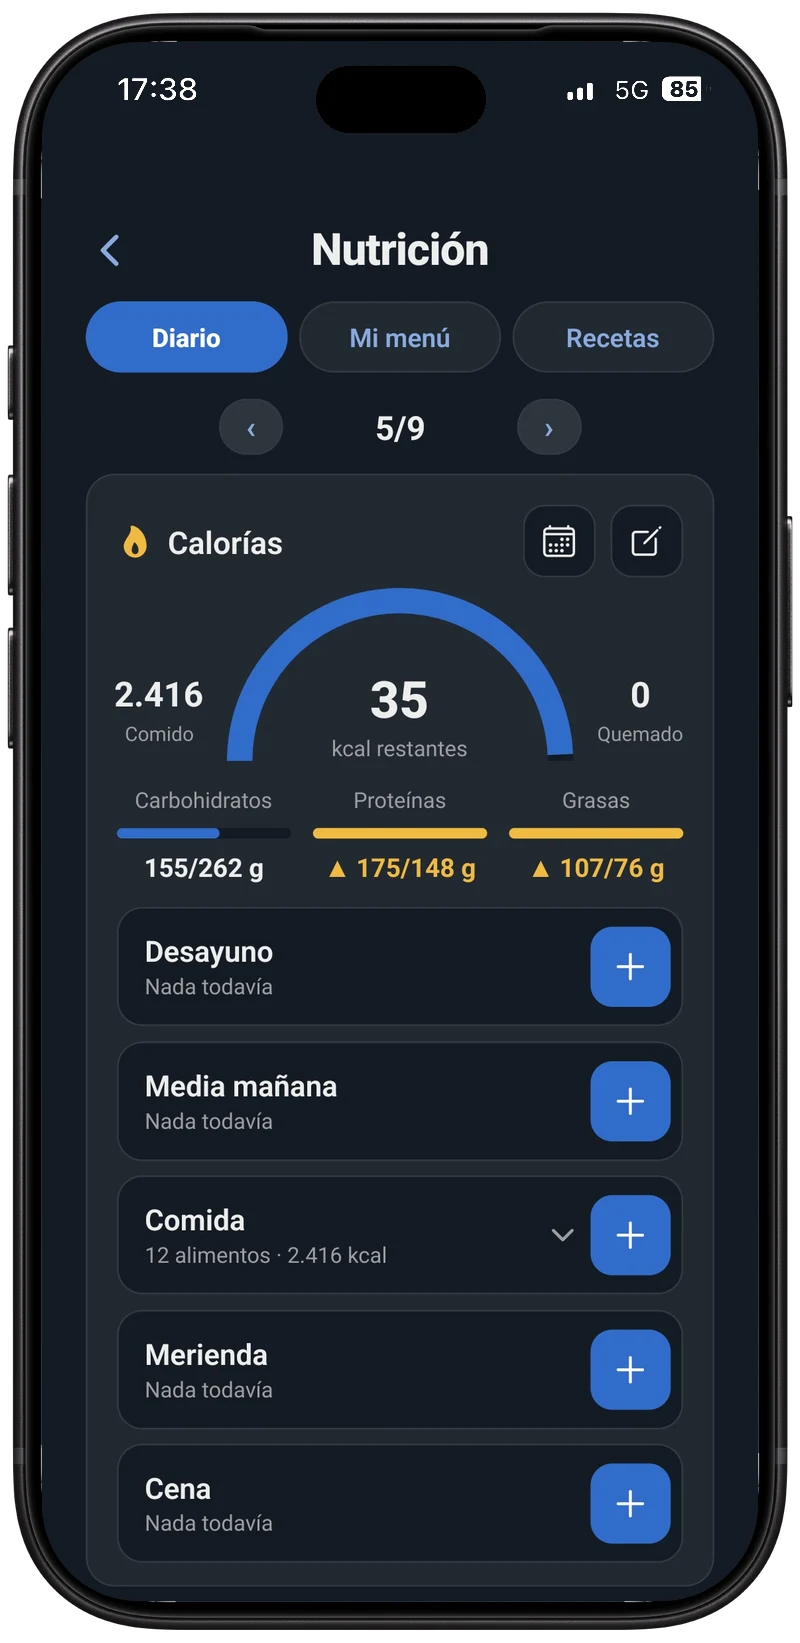 17:38
5G 85
Nutrición
Diario Mi menú Recetas
‹ 5/9 ›
Calorías
2.416 35 0
Comido kcal restantes Quemado
Carbohidratos Proteínas Grasas
155/262 g ▲ 175/148 g ▲ 107/76 g
Desayuno
Nada todavía
Media mañana
Nada todavía
Comida
12 alimentos · 2.416 kcal
Merienda
Nada todavía
Cena
Nada todavía